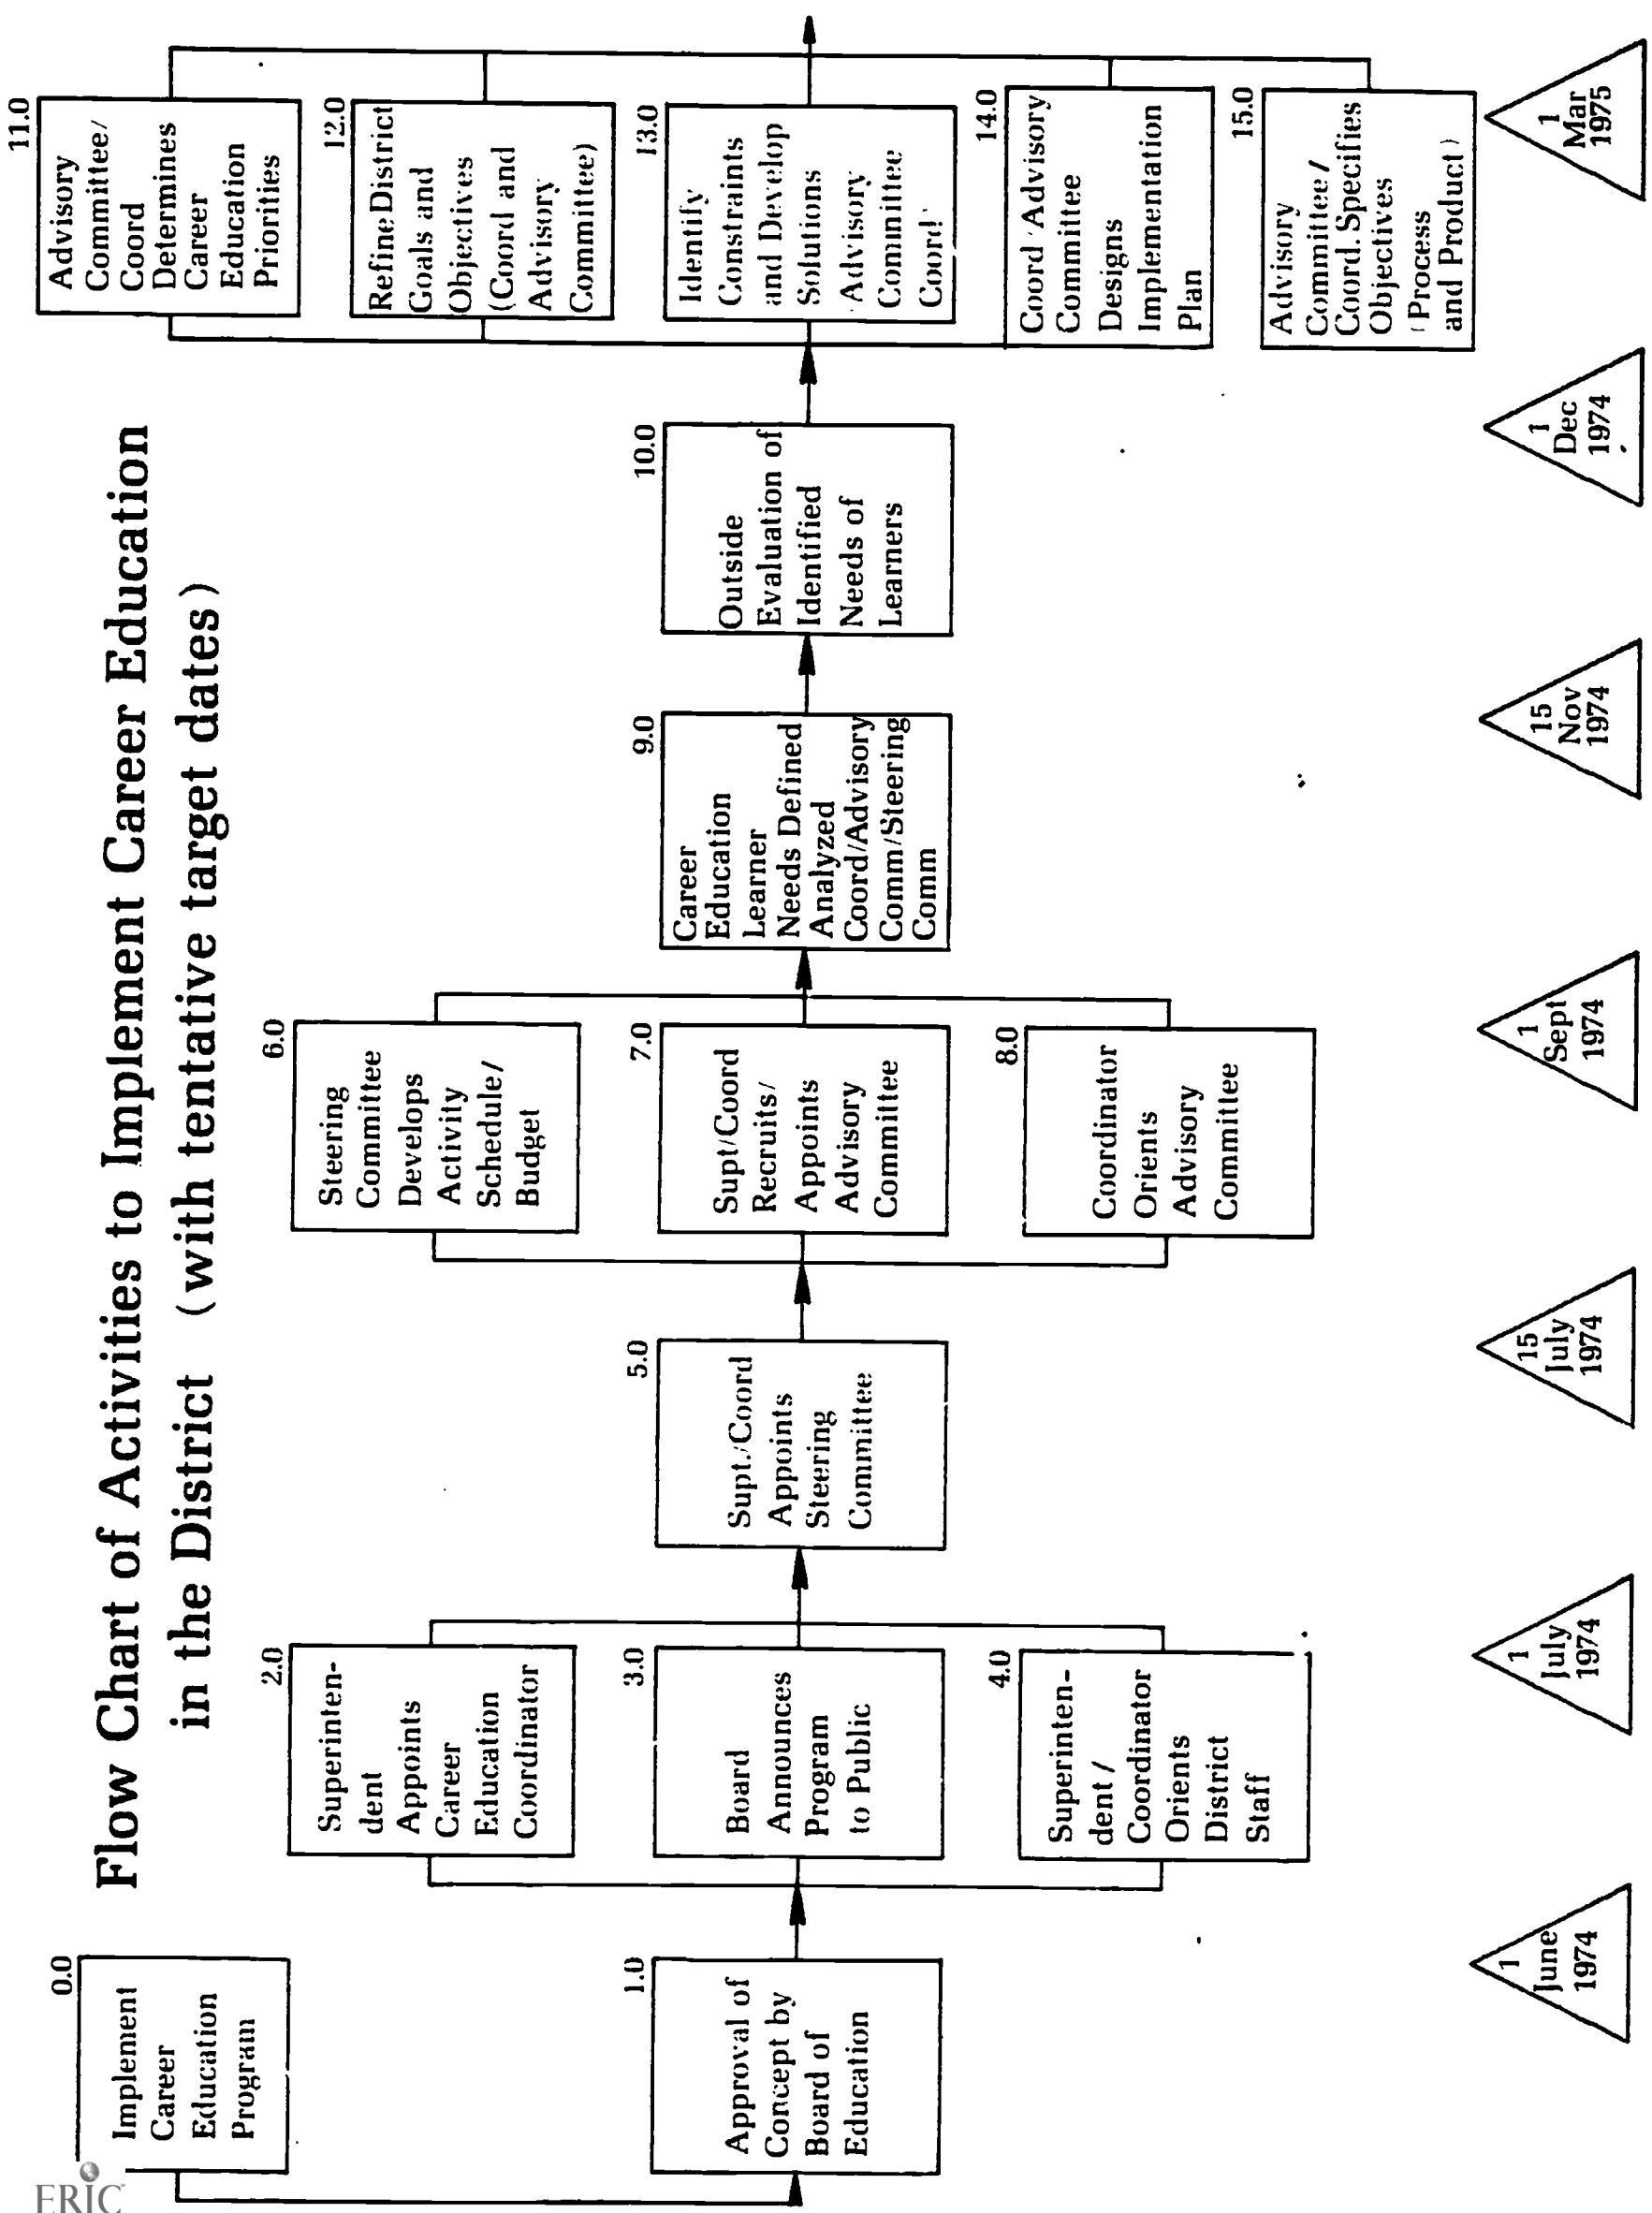 Flow Chart of Activities to Implement Career Education
in the District (with tentative target dates)
0.0
Implement
Career
Education
Program
1.0
Approval of
Concept by
Board of
Education
2.0
Superinten-
dent
Appoints
Career
Education
Coordinator
3.0
Board
Announces
Program
to Public
4.0
Superinten-
dent /
Coordinator
Orients
District
Staff
5.0
Supt./Coord
Appoints
Steering
Committee
6.0
Steering
Committee
Develops
Activity
Schedule/
Budget
7.0
Supt/Coord
Recruits/
Appoints
Advisory
Committee
8.0
Coordinator
Orients
Advisory
Committee
9.0
Career
Education
Learner
Needs Defined
Analyzed
Coord/Advisory
Comm/Steering
Comm
10.0
Outside
Evaluation of
Identified
Needs of
Learners
11.0
Advisory
Committee/
Coord
Determines
Career
Education
Priorities
12.0
Refine District
Goals and
Objectives
(Coord and
Advisory
Committee)
13.0
Identify
Constraints
and Develop
Solutions
Advisory
Committee
Coord
14.0
Coord Advisory
Committee
Designs
Implementation
Plan
15.0
Advisory
Committee /
Coord. Specifies
Objectives
(Process
and Product)
1
June
1974
1
July
1974
15
July
1974
1
Sept
1974
15
Nov
1974
1
Dec
1974
1
Mar
1975
ERIC